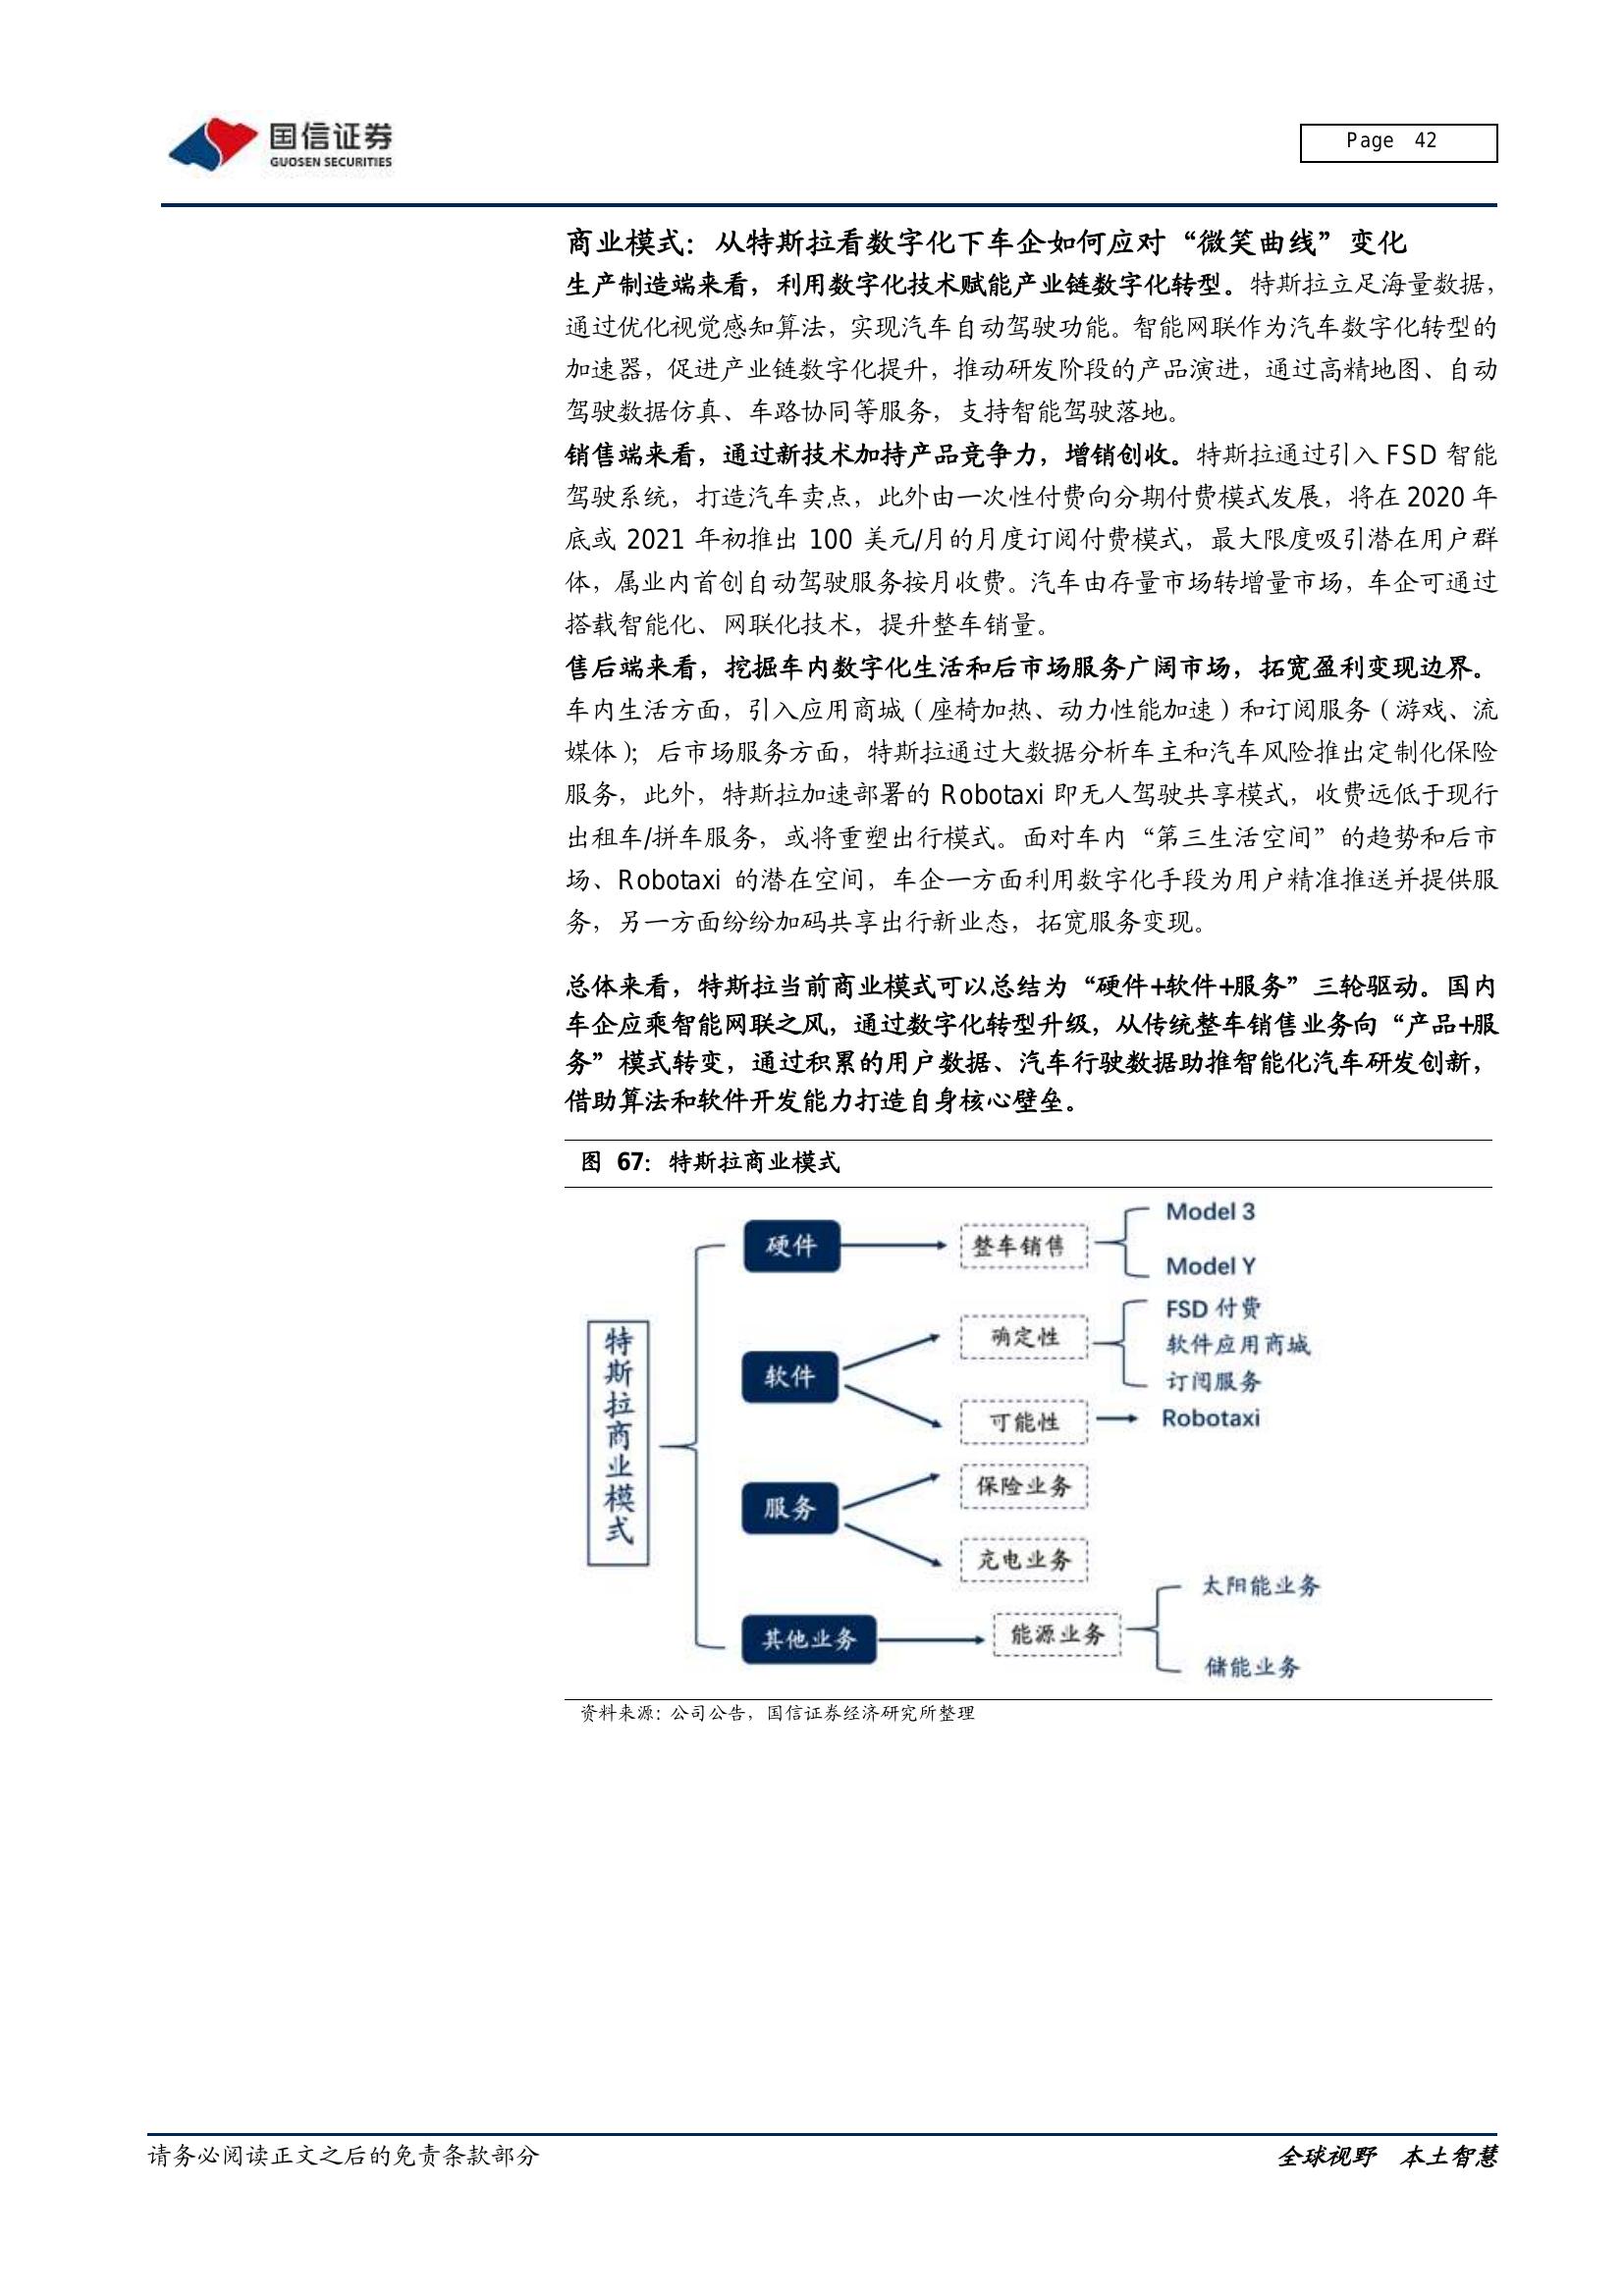 国信证券
GUOSEN SECURITIES
Page 42
商业模式：从特斯拉看数字化下车企如何应对“微笑曲线”变化
生产制造端来看，利用数字化技术赋能产业链数字化转型。特斯拉立足海量数据，
通过优化视觉感知算法，实现汽车自动驾驶功能。智能网联作为汽车数字化转型的
加速器，促进产业链数字化提升，推动研发阶段的产品演进，通过高精地图、自动
驾驶数据仿真、车路协同等服务，支持智能驾驶落地。
销售端来看，通过新技术加持产品竞争力，增销创收。特斯拉通过引入 FSD 智能
驾驶系统，打造汽车卖点，此外由一次性付费向分期付费模式发展，将在 2020 年
底或 2021 年初推出 100 美元/月的月度订阅付费模式，最大限度吸引潜在用户群
体，属业内首创自动驾驶服务按月收费。汽车由存量市场转增量市场，车企可通过
搭载智能化、网联化技术，提升整车销量。
售后端来看，挖掘车内数字化生活和后市场服务广阔市场，拓宽盈利变现边界。
车内生活方面，引入应用商城（座椅加热、动力性能加速）和订阅服务（游戏、流
媒体）；后市场服务方面，特斯拉通过大数据分析车主和汽车风险推出定制化保险
服务，此外，特斯拉加速部署的 Robotaxi 即无人驾驶共享模式，收费远低于现行
出租车/拼车服务，或将重塑出行模式。面对车内“第三生活空间”的趋势和后市
场、Robotaxi 的潜在空间，车企一方面利用数字化手段为用户精准推送并提供服
务，另一方面纷纷加码共享出行新业态，拓宽服务变现。
总体来看，特斯拉当前商业模式可以总结为“硬件+软件+服务”三轮驱动。国内
车企应乘智能网联之风，通过数字化转型升级，从传统整车销售业务向“产品+服
务”模式转变，通过积累的用户数据、汽车行驶数据助推智能化汽车研发创新，
借助算法和软件开发能力打造自身核心壁垒。
图 67：特斯拉商业模式
特斯拉商业模式
硬件
整车销售
Model 3
Model Y
软件
确定性
FSD 付费
软件应用商城
订阅服务
可能性
Robotaxi
服务
保险业务
充电业务
其他业务
能源业务
太阳能业务
储能业务
资料来源：公司公告，国信证券经济研究所整理
请务必阅读正文之后的免责条款部分
全球视野 本土智慧